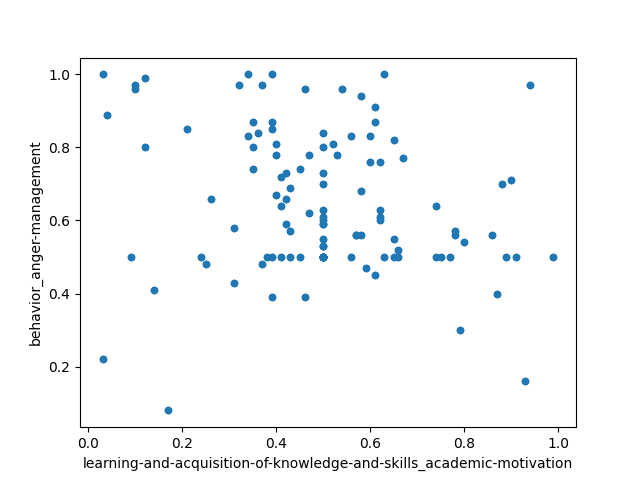 1.0
0.8
0.6
0.4
0.2
behavior_anger-management
0.0 0.2 0.4 0.6 0.8 1.0
learning-and-acquisition-of-knowledge-and-skills_academic-motivation